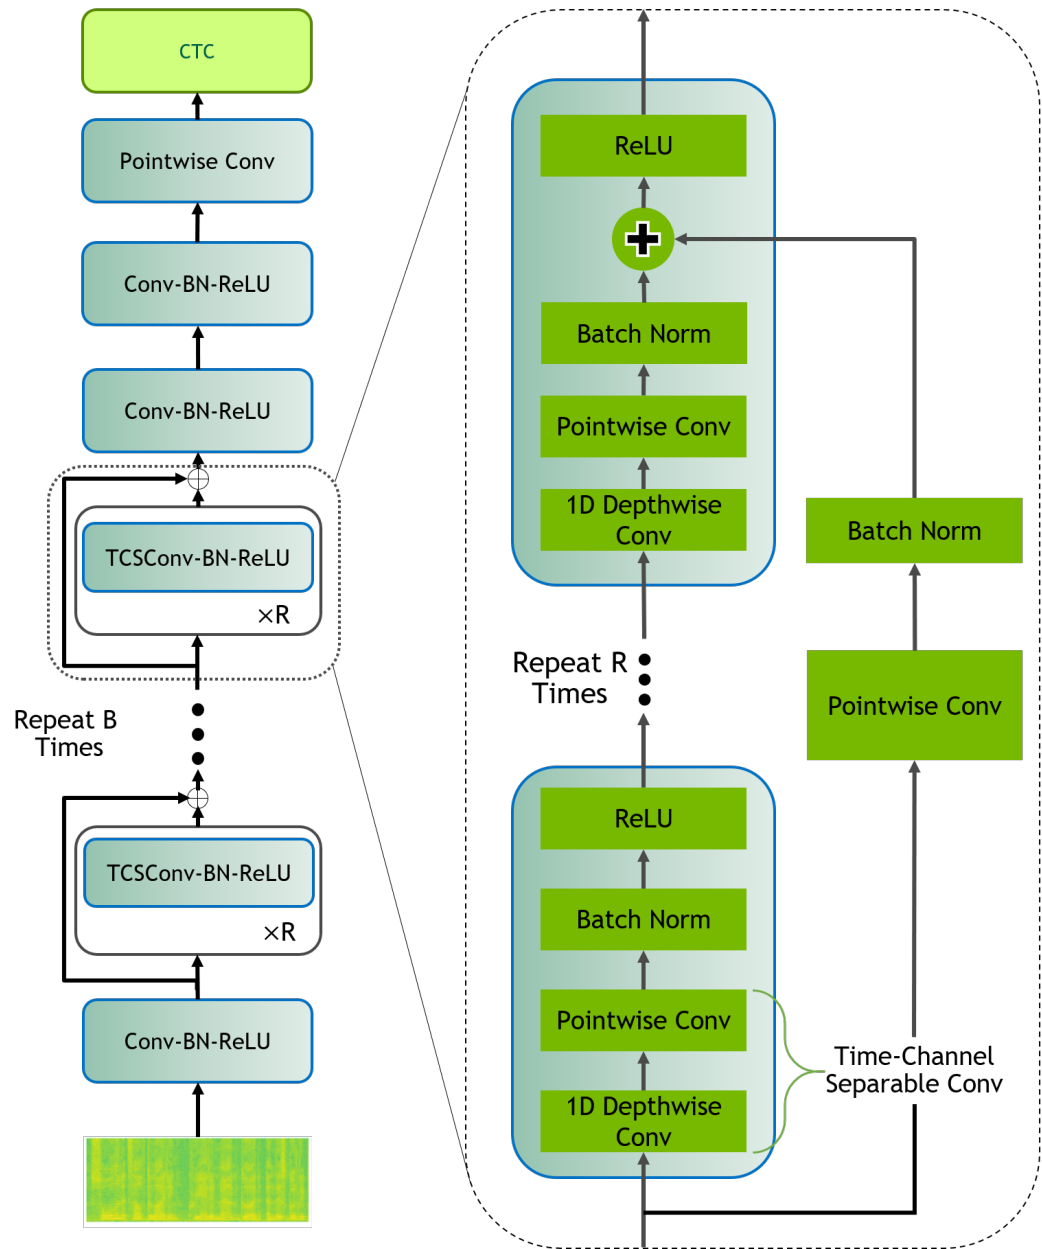 CTC
Pointwise Conv
Conv-BN-ReLU
Conv-BN-ReLU
TCSConv-BN-ReLU
×R
Repeat B
Times
TCSConv-BN-ReLU
×R
Conv-BN-ReLU
ReLU
Batch Norm
Pointwise Conv
1D Depthwise
Conv
Repeat R
Times
ReLU
Batch Norm
Pointwise Conv
1D Depthwise
Conv
Batch Norm
Pointwise Conv
Time-Channel
Separable Conv